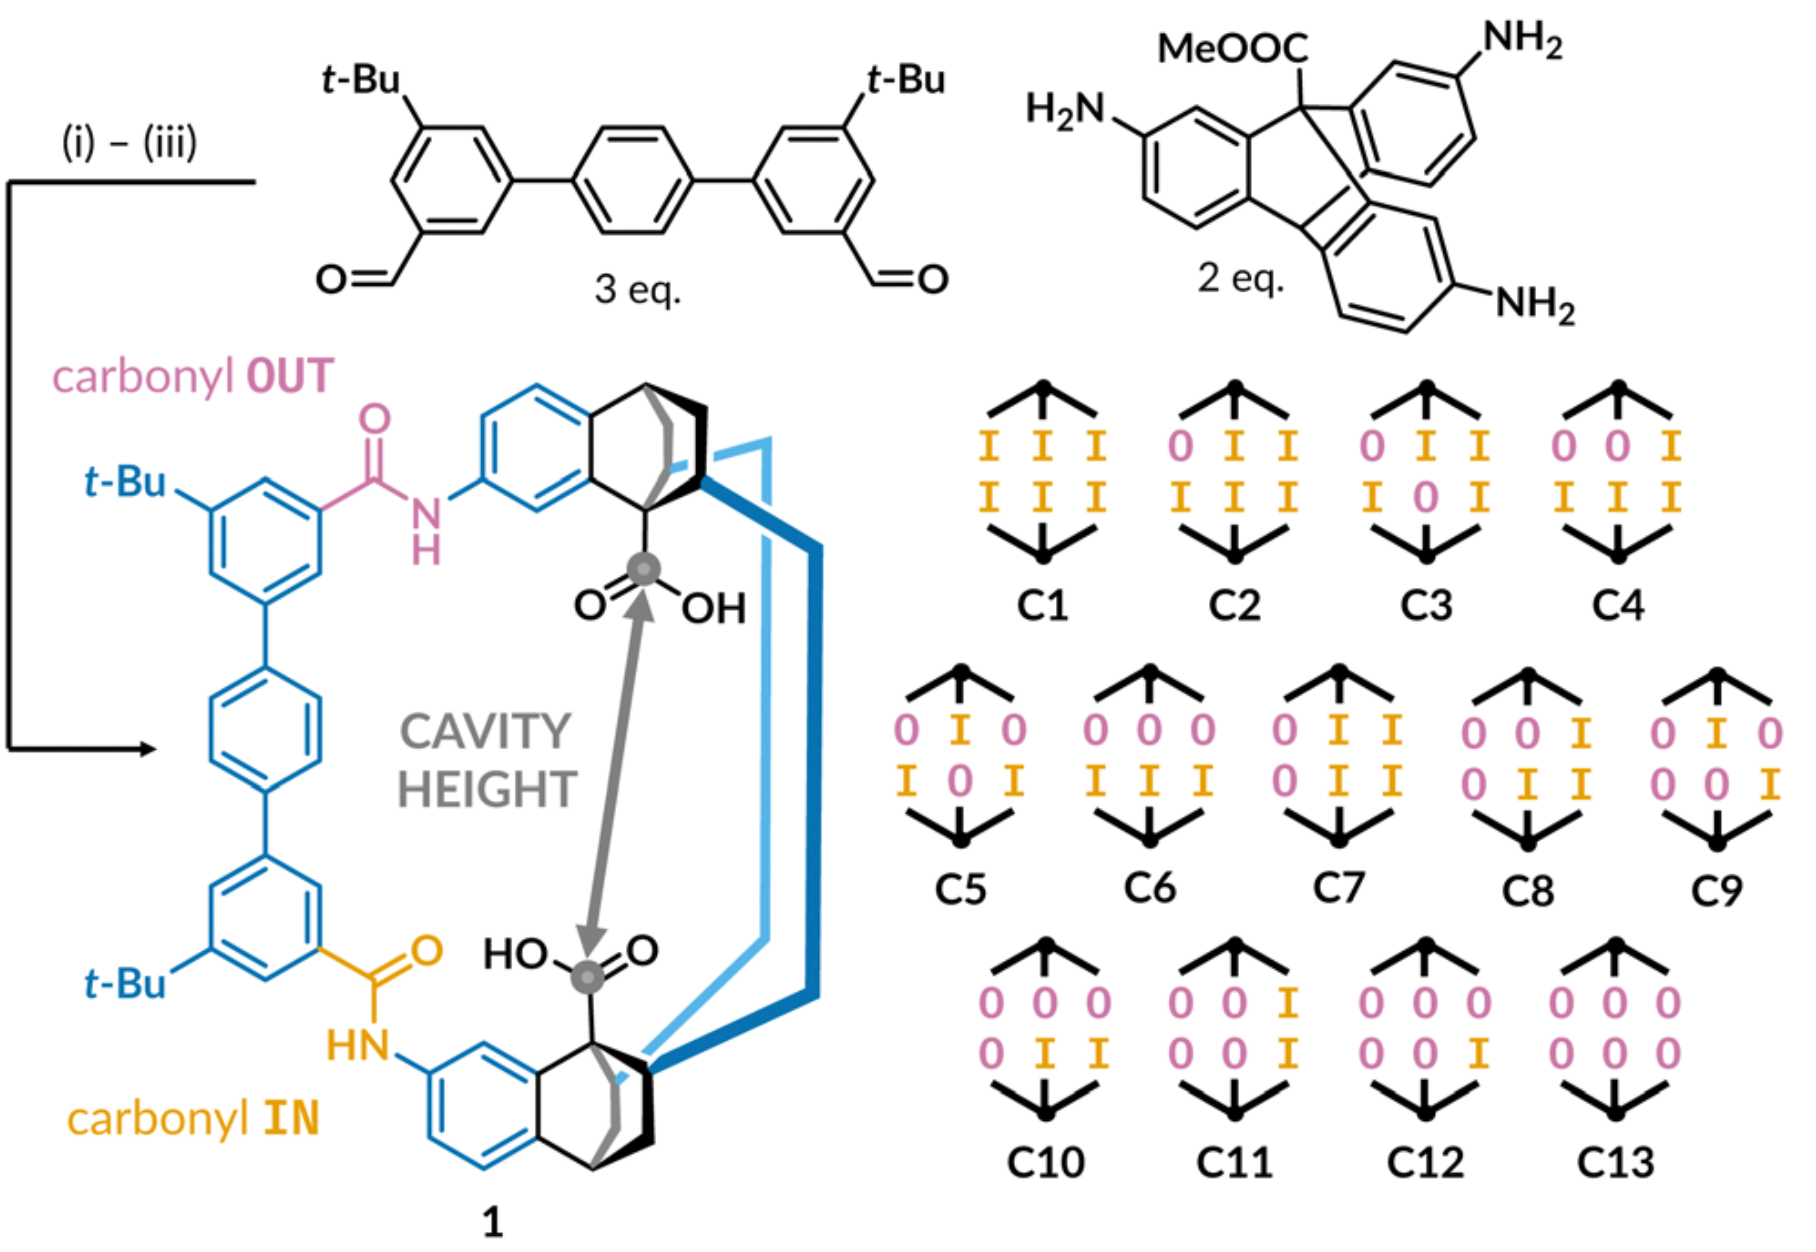 (i) – (iii)
t-Bu
t-Bu
O
O
3 eq.
MeOOC
NH2
H2N
NH2
2 eq.
carbonyl OUT
O
t-Bu
N
H
O
OH
CAVITY
HEIGHT
HO
O
t-Bu
O
HN
carbonyl IN
1
I I I
I I I
C1
O I I
I I I
C2
O I I
I O I
C3
O O I
I I I
C4
O I O
I O I
C5
O O O
I I I
C6
O I I
O I I
C7
O O I
O I I
C8
O I O
O O I
C9
O O O
O I I
C10
O O I
O O I
C11
O O O
O O I
C12
O O O
O O O
C13